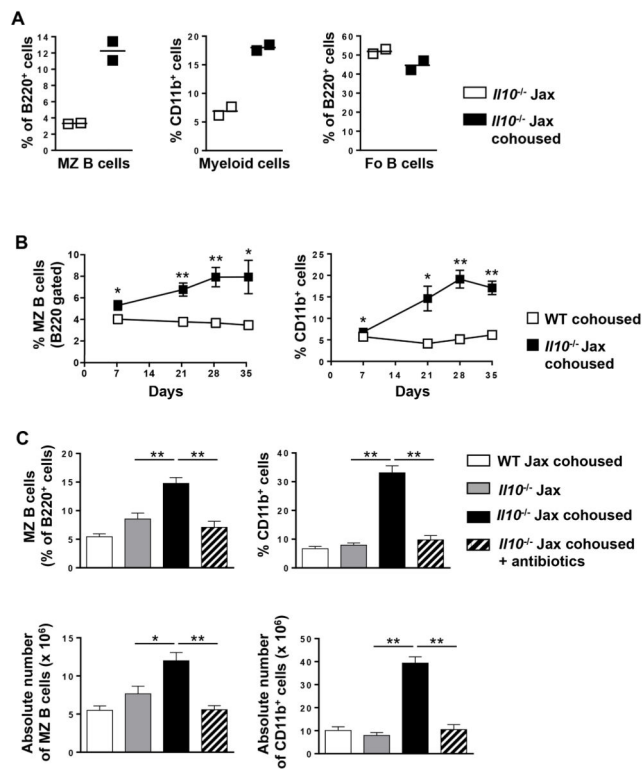 A
% of B220+ cells
14
12
10
8
6
4
2
0
MZ B cells
% CD11b+ cells
20
15
10
5
0
Myeloid cells
% of B220+ cells
60
50
40
30
20
10
0
Fo B cells
Il10-/- Jax
Il10-/- Jax
cohoused
B
% MZ B cells
(B220 gated)
10
8
6
4
2
0
* ** ** *
0 7 14 21 28 35
Days
% CD11b+ cells
25
20
15
10
5
0
* * ** **
0 7 14 21 28 35
Days
WT cohoused
Il10-/- Jax
cohoused
C
MZ B cells
(% of B220+ cells)
20
15
10
5
0
** **
% CD11b+ cells
40
30
20
10
0
** **
WT Jax cohoused
Il10-/- Jax
Il10-/- Jax cohoused
Il10-/- Jax cohoused
+ antibiotics
Absolute number
of MZ B cells (x 10⁶)
15
10
5
0
* **
Absolute number
of CD11b+ cells (x 10⁶)
50
40
30
20
10
0
** **